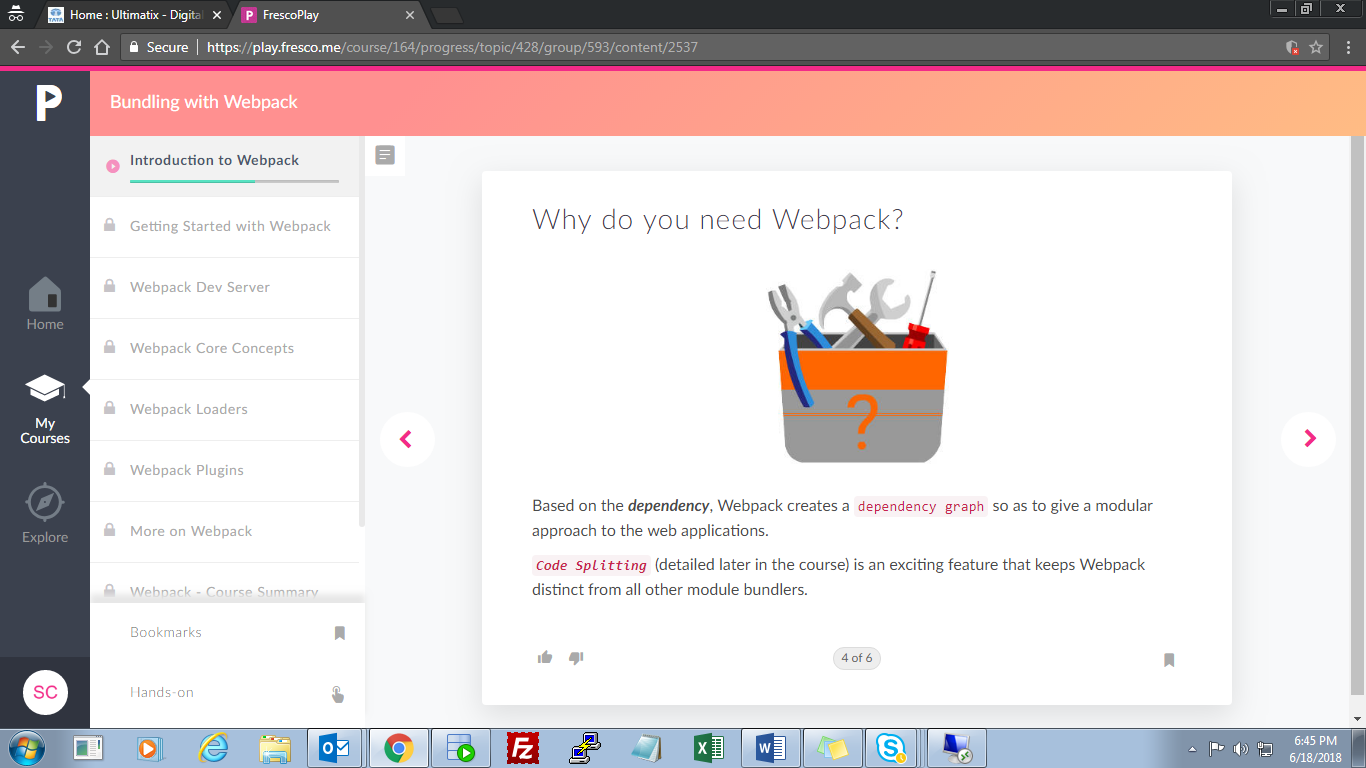 Home : Ultimatix - Digital
FrescoPlay
Secure
https://play.fresco.me/course/164/progress/topic/428/group/593/content/2537
P
Bundling with Webpack
Introduction to Webpack
Getting Started with Webpack
Webpack Dev Server
Webpack Core Concepts
Webpack Loaders
Webpack Plugins
More on Webpack
Webpack - Course Summary
Bookmarks
Hands-on
Home
My
Courses
Explore
SC
Why do you need Webpack?
?
Based on the dependency, Webpack creates a dependency graph so as to give a modular
approach to the web applications.
Code Splitting (detailed later in the course) is an exciting feature that keeps Webpack
distinct from all other module bundlers.
4 of 6
6:45 PM
6/18/2018